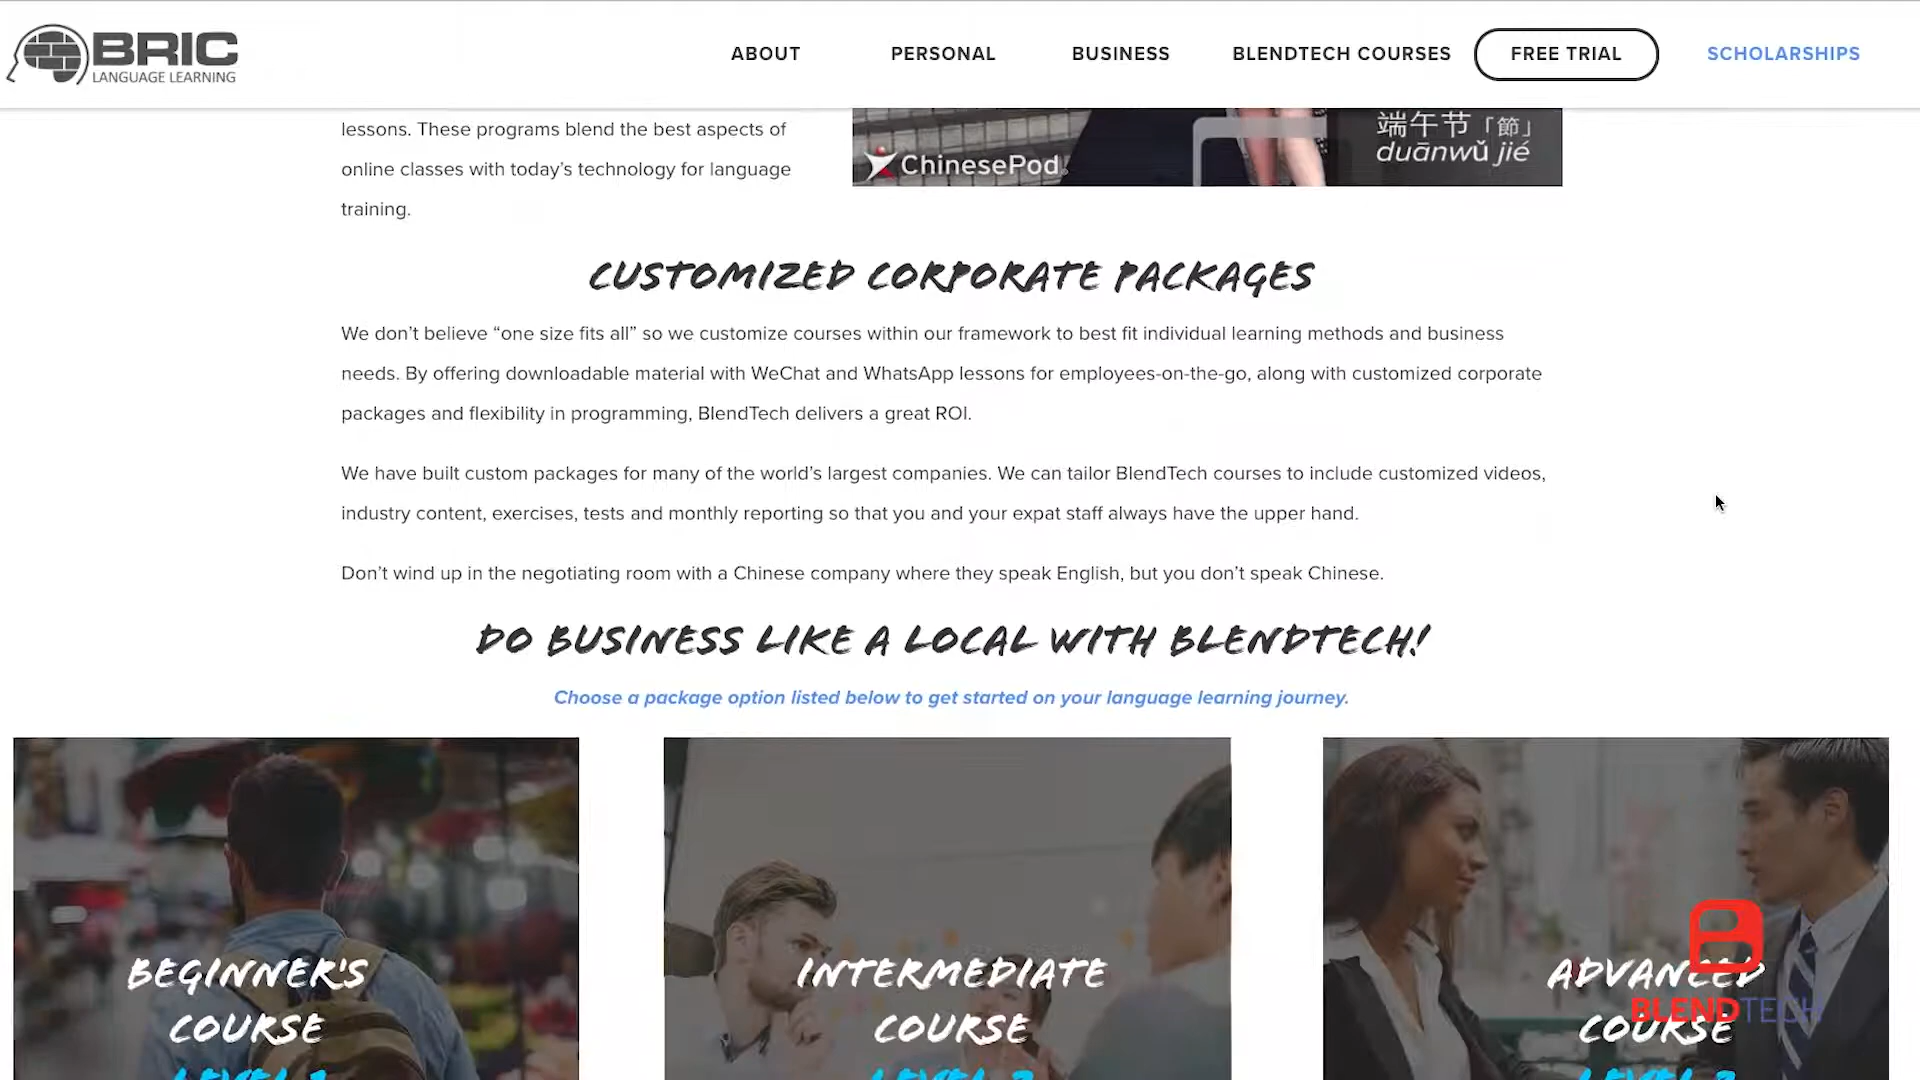 BRIC
LANGUAGE LEARNING
ABOUT
PERSONAL
BUSINESS
BLENDTECH COURSES
FREE TRIAL
SCHOLARSHIPS
lessons. These programs blend the best aspects of
online classes with today’s technology for language
training.
ChinesePod
端午节「節」
duānwǔ jié
CUSTOMIZED CORPORATE PACKAGES
We don’t believe “one size fits all” so we customize courses within our framework to best fit individual learning methods and business
needs. By offering downloadable material with WeChat and WhatsApp lessons for employees-on-the-go, along with customized corporate
packages and flexibility in programming, BlendTech delivers a great ROI.
We have built custom packages for many of the world’s largest companies. We can tailor BlendTech courses to include customized videos,
industry content, exercises, tests and monthly reporting so that you and your expat staff always have the upper hand.
Don’t wind up in the negotiating room with a Chinese company where they speak English, but you don’t speak Chinese.
DO BUSINESS LIKE A LOCAL WITH BLENDTECH!
Choose a package option listed below to get started on your language learning journey.
BEGINNER'S
COURSE
INTERMEDIATE
COURSE
ADVANCED
COURSE
BLENDTECH